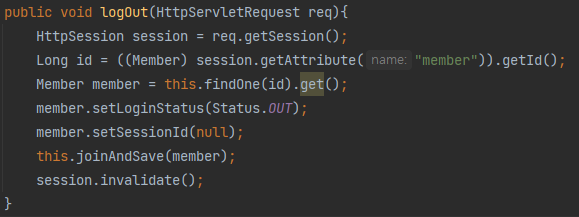 public void logOut(HttpServletRequest req){
HttpSession session = req.getSession();
Long id = ((Member) session.getAttribute( name: "member")).getId();
Member member = this.findOne(id).get();
member.setLoginStatus(Status.OUT);
member.setSessionId(null);
this.joinAndSave(member);
session.invalidate();
}